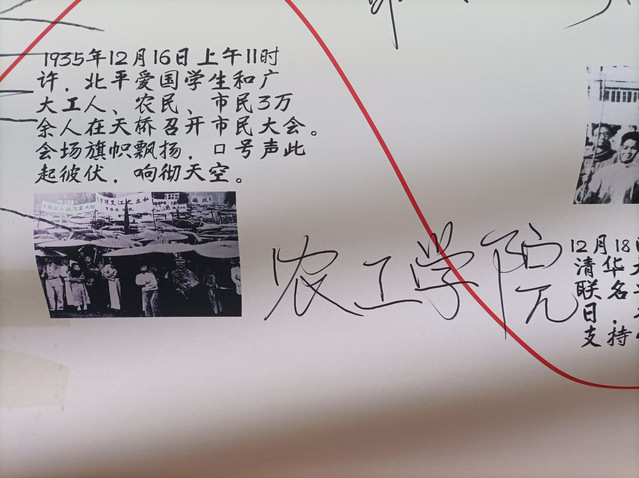 1935年12月16日上午11时
许，北平爱国学生和广
大工人、农民、市民3万
余人在天桥召开市民大会。
会场旗帜飘扬，口号声此
起彼伏，响彻天空。
农工学院
12月18日
清华
联名
日，
支持